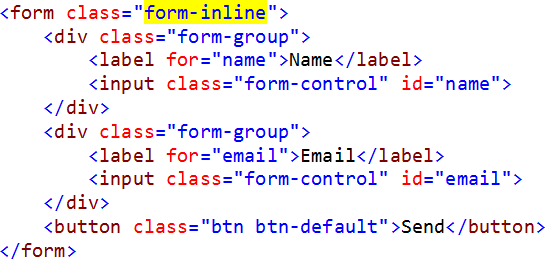 <form class="form-inline">
    <div class="form-group">
        <label for="name">Name</label>
        <input class="form-control" id="name">
    </div>
    <div class="form-group">
        <label for="email">Email</label>
        <input class="form-control" id="email">
    </div>
    <button class="btn btn-default">Send</button>
</form>